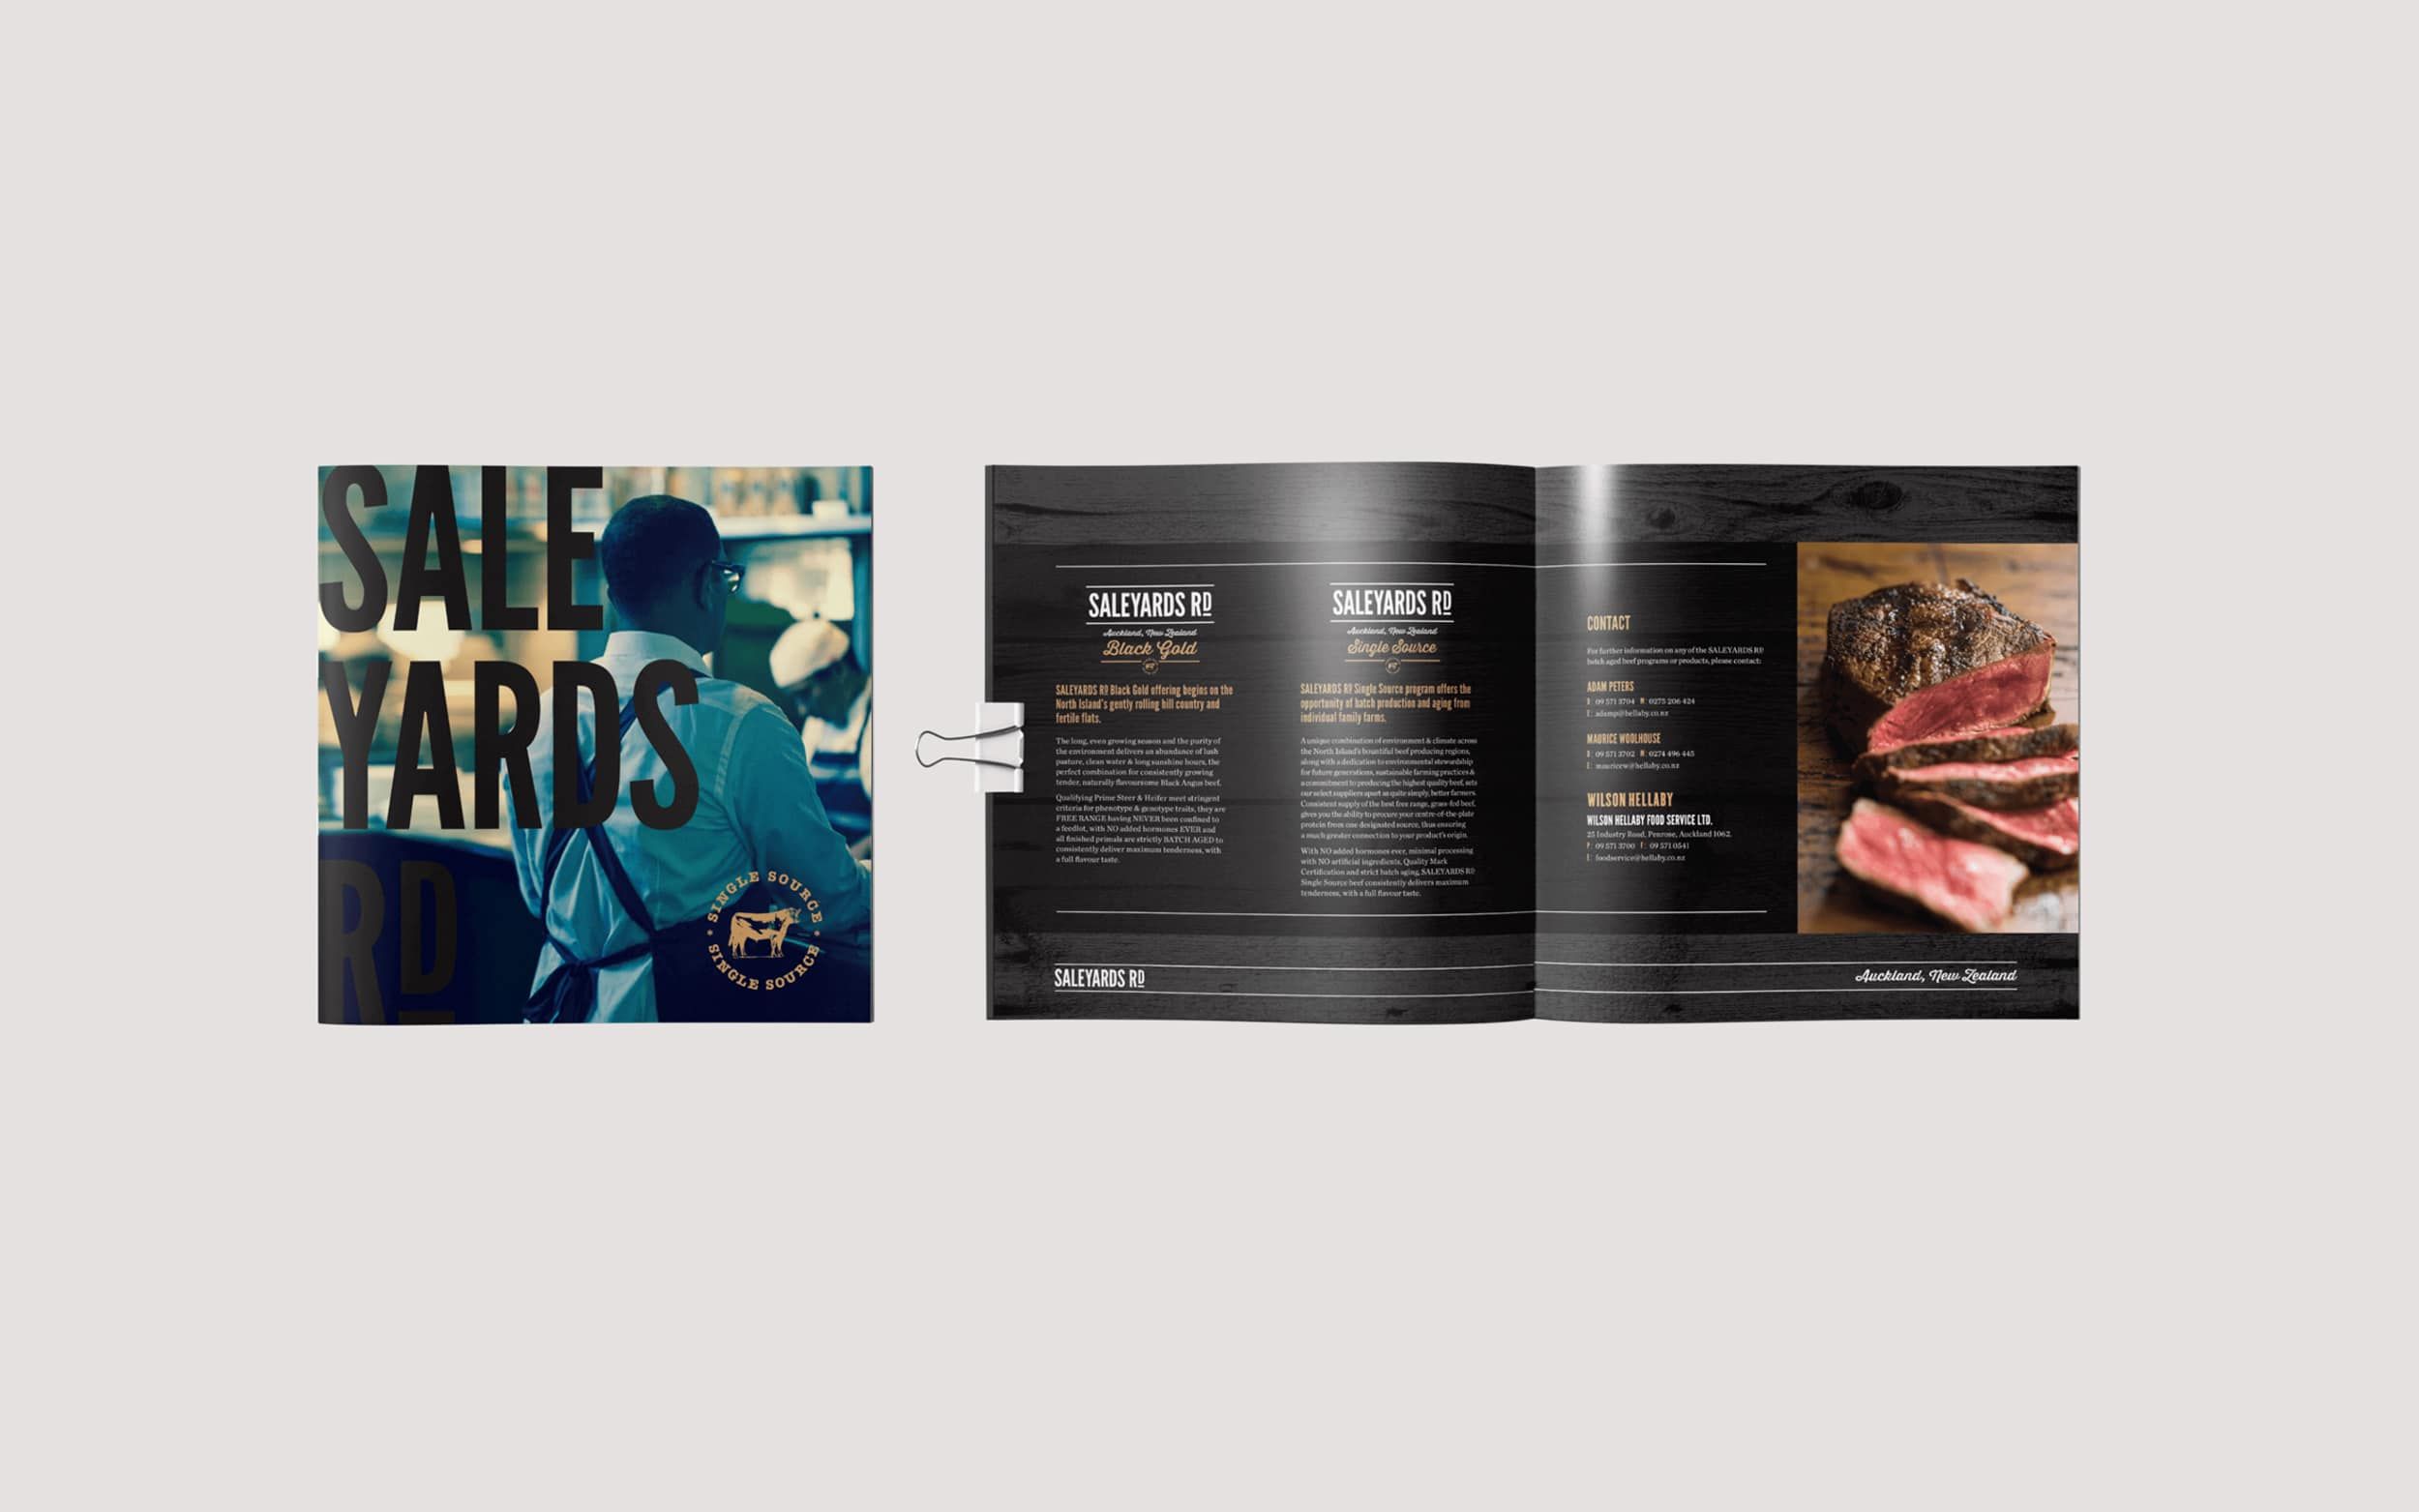 SALE
YARDS
RD
SINGLE SOURCE • SINGLE SOURCE •
SALEYARDS RD
Auckland, New Zealand
Black Gold
SALEYARDS RD Black Gold offering begins on the
North Island's gently rolling hill country and
fertile flats.
The long, even growing season and the purity of
the environment delivers an abundance of lush
pasture, clean water & long sunshine hours, the
perfect combination for consistently growing
tender, naturally flavoursome Black Angus beef.
Qualifying Prime Steer & Heifer meet stringent
criteria for phenotype & genotype traits, they are
FREE RANGE having NEVER been confined to
a feedlot, with NO added hormones EVER and
all finished primals are strictly BATCH AGED to
consistently deliver maximum tenderness, with
a full flavour taste.
SALEYARDS RD
Auckland, New Zealand
Single Source
SALEYARDS RD Single Source program offers the
opportunity of batch production and aging from
individual family farms.
A unique combination of environment & climate across
the North Island's bountiful beef producing regions,
along with a dedication to environmental stewardship
for future generations, sustainable farming practices &
a commitment to producing the highest quality beef, sets
our select suppliers apart as quite simply, better farmers.
Consistent supply of the best free range, grass-fed beef,
gives you the ability to procure your centre-of-the-plate
protein from one designated source, thus ensuring
a much greater connection to your product's origin.
With NO added hormones ever, minimal processing
with NO artificial ingredients, Quality Mark
Certification and strict batch aging, SALEYARDS RD
Single Source beef consistently delivers maximum
tenderness, with a full flavour taste.
CONTACT
For further information on any of the SALEYARDS RD
batch aged beef programs or products, please contact:
ADAM PETERS
09 571 3704 M: 0275 206 424
E: adamp@hellaby.co.nz
MAURICE WOOLHOUSE
09 571 3702 M: 0274 496 445
E: mauricew@hellaby.co.nz
WILSON HELLABY
WILSON HELLABY FOOD SERVICE LTD.
25 Industry Road, Penrose, Auckland 1062.
P: 09 571 3700 F: 09 571 0541
E: foodservice@hellaby.co.nz
SALEYARDS RD
Auckland, New Zealand